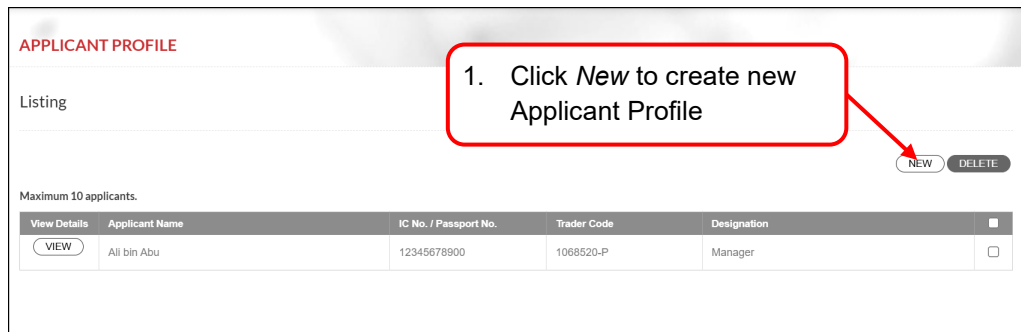 APPLICANT PROFILE
1. Click New to create new
Applicant Profile
Listing
NEW DELETE
Maximum 10 applicants.
View Details Applicant Name IC No. / Passport No. Trader Code Designation
VIEW Ali bin Abu 12345678900 1068520-P Manager